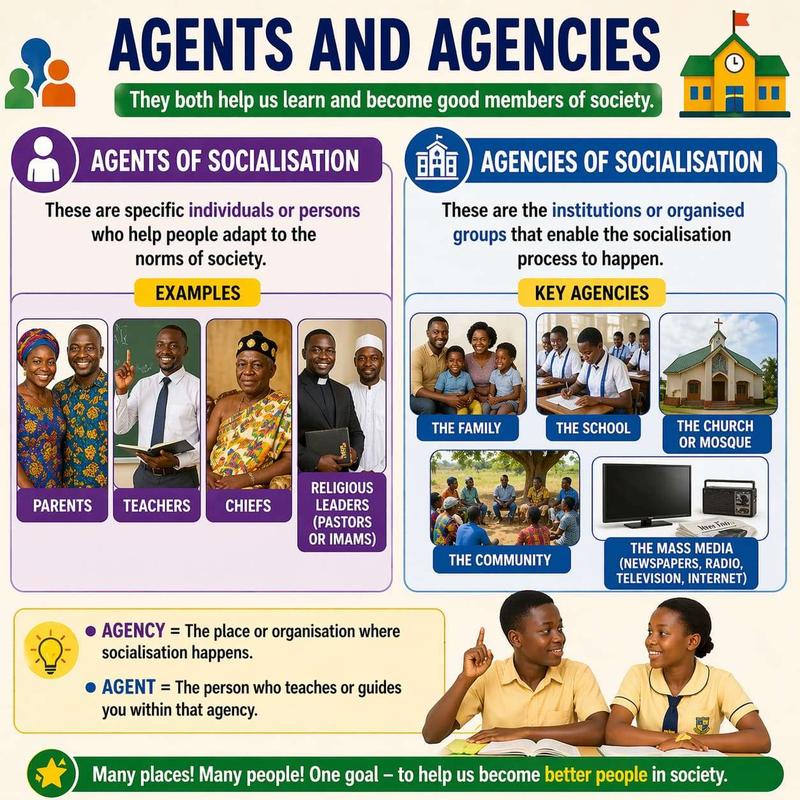 AGENTS AND AGENCIES
They both help us learn and become good members of society.
AGENTS OF SOCIALISATION
These are specific individuals or persons
who help people adapt to the
norms of society.
EXAMPLES
PARENTS
TEACHERS
CHIEFS
RELIGIOUS
LEADERS
(PASTORS
OR IMAMS)
AGENCIES OF SOCIALISATION
These are the institutions or organised
groups that enable the socialisation
process to happen.
KEY AGENCIES
THE FAMILY
THE SCHOOL
THE CHURCH
OR MOSQUE
THE COMMUNITY
THE MASS MEDIA
(NEWSPAPERS, RADIO,
TELEVISION, INTERNET)
AGENCY = The place or organisation where
socialisation happens.
AGENT = The person who teaches or guides
you within that agency.
Many places! Many people! One goal – to help us become better people in society.